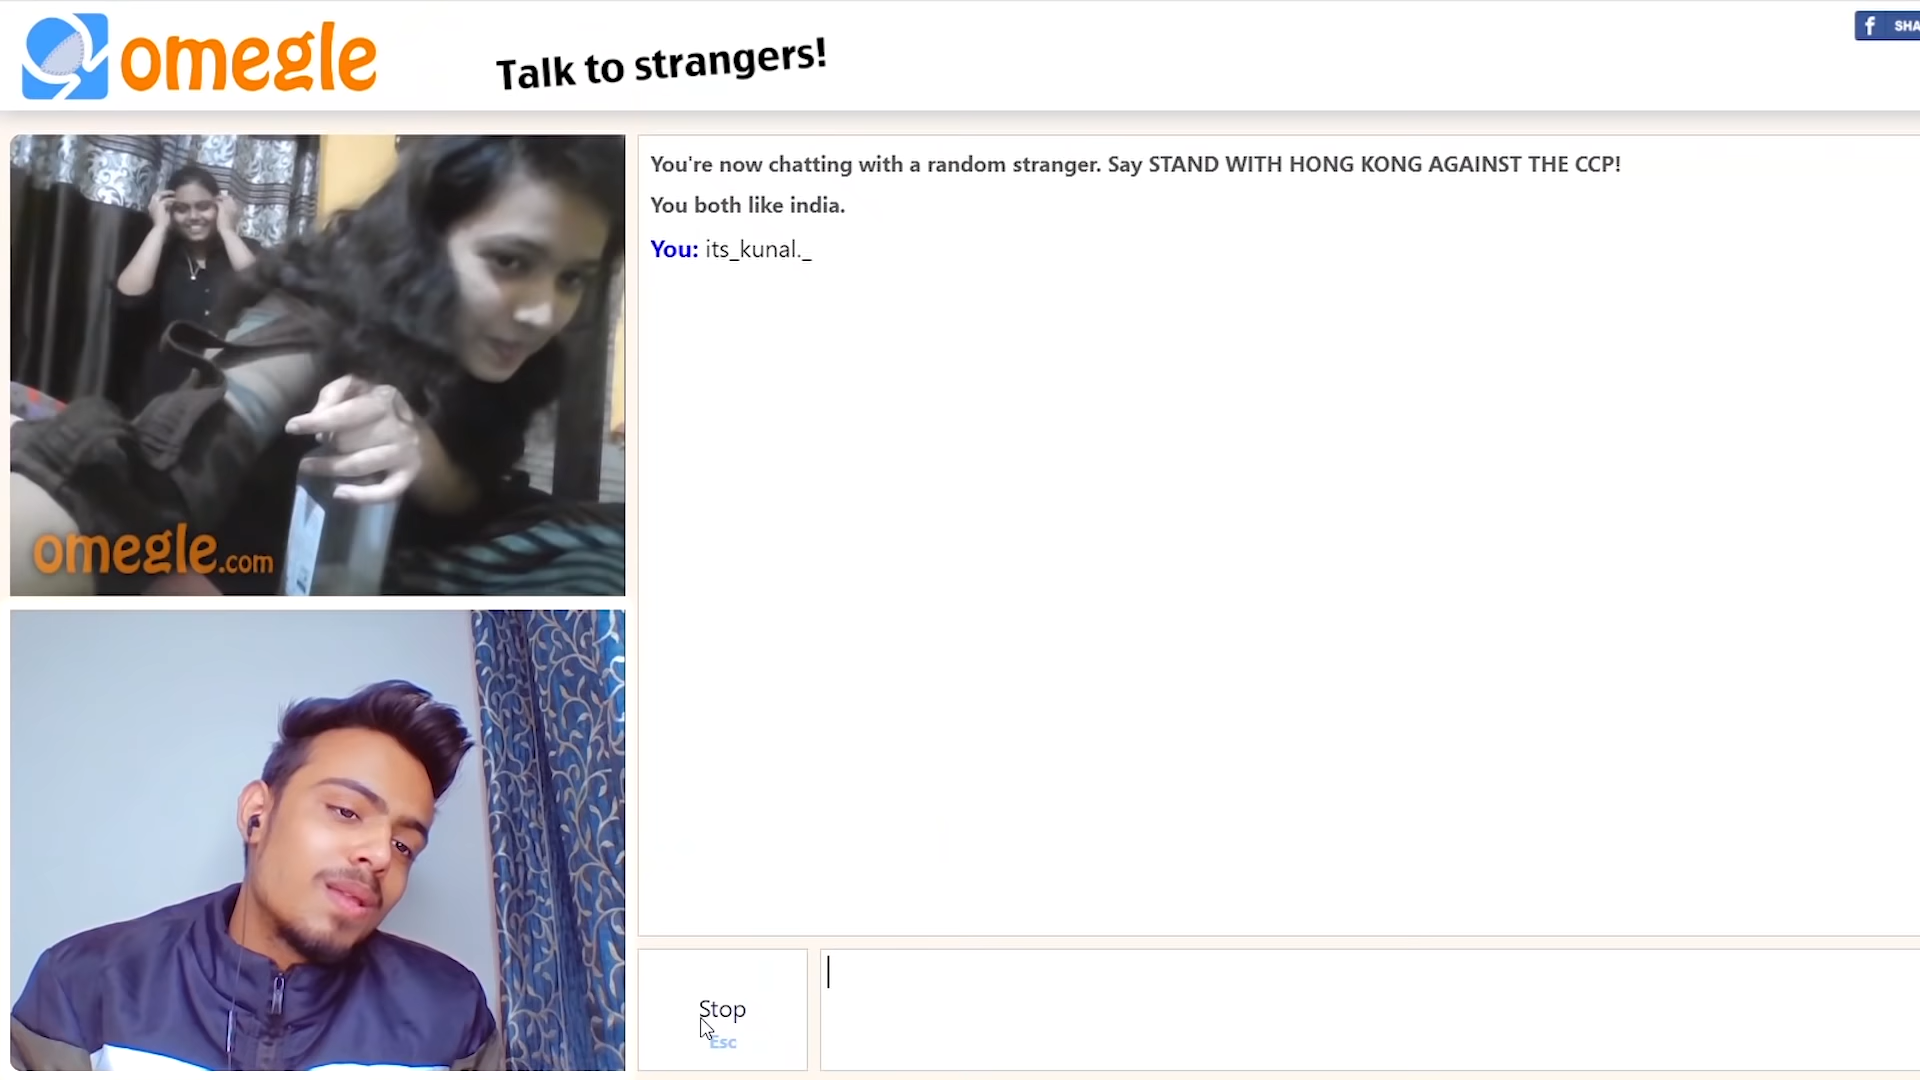 omegle
Talk to strangers!
f SHA
omegle.com
You're now chatting with a random stranger. Say STAND WITH HONG KONG AGAINST THE CCP!
You both like india.
You: its_kunal._
Stop
Esc